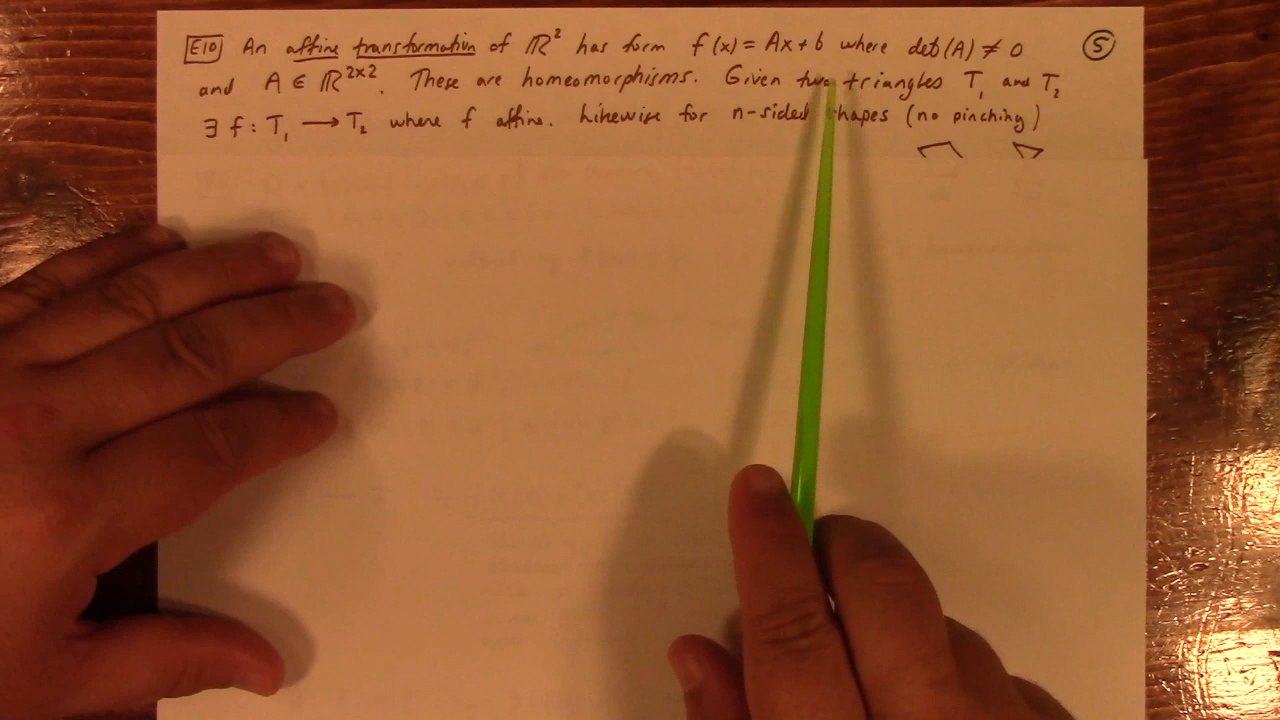 E10 An affine transformation of ℝ² has form f(x) = Ax + b where det(A) ≠ 0 ⑤
and A ∈ ℝ²ˣ². These are homeomorphisms. Given two triangles T₁ and T₂
∃ f : T₁ → T₂ where f affine. Likewise for n-sided shapes (no pinching)